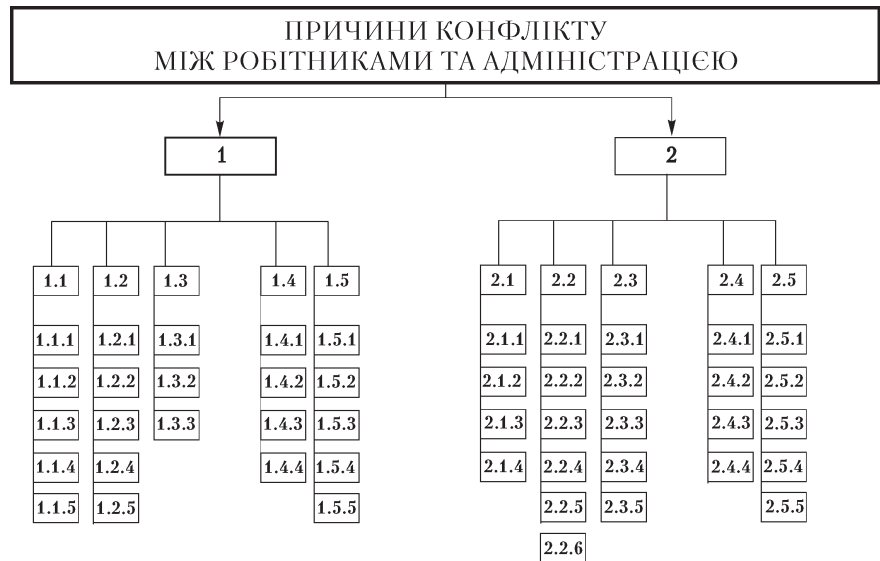 ПРИЧИНИ КОНФЛІКТУ
МІЖ РОБІТНИКАМИ ТА АДМІНІСТРАЦІЄЮ
1 2
1.1 1.2 1.3 1.4 1.5 2.1 2.2 2.3 2.4 2.5
1.1.1 1.2.1 1.3.1 1.4.1 1.5.1 2.1.1 2.2.1 2.3.1 2.4.1 2.5.1
1.1.2 1.2.2 1.3.2 1.4.2 1.5.2 2.1.2 2.2.2 2.3.2 2.4.2 2.5.2
1.1.3 1.2.3 1.3.3 1.4.3 1.5.3 2.1.3 2.2.3 2.3.3 2.4.3 2.5.3
1.1.4 1.2.4 1.4.4 1.5.4 2.1.4 2.2.4 2.3.4 2.4.4 2.5.4
1.1.5 1.2.5 1.5.5 2.2.5 2.3.5 2.5.5
2.2.6